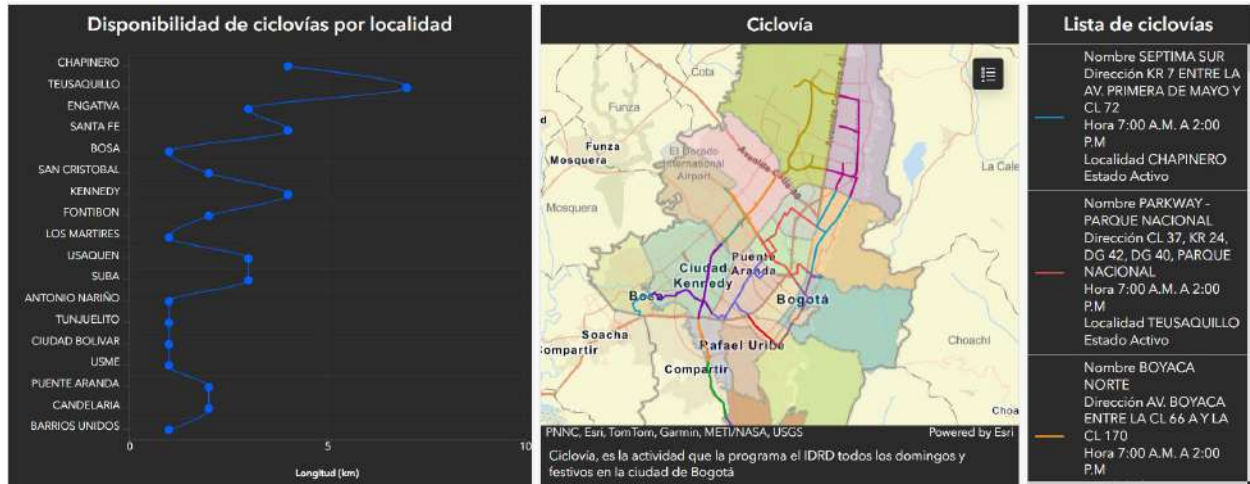 Disponibilidad de ciclovías por localidad
CHAPINERO
TEUSAQUILLO
ENGATIVA
SANTA FE
BOSA
SAN CRISTOBAL
KENNEDY
FONTIBON
LOS MARTIRES
USAQUEN
SUBA
ANTONIO NARIÑO
TUNJUELITO
CIUDAD BOLIVAR
USME
PUENTE ARANDA
CANDELARIA
BARRIOS UNIDOS
0 5 10
Longitud (km)
Ciclovía
Cota
Funza
Funza
Mosquera
El Dorado
International
Airport
Avenida Calle 80
La Cale
Mosquera
Puente
Aranda
Ciudad
Kennedy
Bosa
Bogotá
Soacha
Compartir
Rafael Uribe
Compartir
Choachí
Choa
PNNC, Esri, TomTom, Garmin, METI/NASA, USGS Powered by Esri
Ciclovía, es la actividad que la programa el IDRD todos los domingos y
festivos en la ciudad de Bogotá
Lista de ciclovías
Nombre SEPTIMA SUR
Dirección KR 7 ENTRE LA
AV. PRIMERA DE MAYO Y
CL 72
Hora 7:00 A.M. A 2:00
P.M
Localidad CHAPINERO
Estado Activo
Nombre PARKWAY -
PARQUE NACIONAL
Dirección CL 37, KR 24,
DG 42, DG 40, PARQUE
NACIONAL
Hora 7:00 A.M. A 2:00
P.M
Localidad TEUSAQUILLO
Estado Activo
Nombre BOYACA
NORTE
Dirección AV. BOYACA
ENTRE LA CL 66 A Y LA
CL 170
Hora 7:00 A.M. A 2:00
P.M